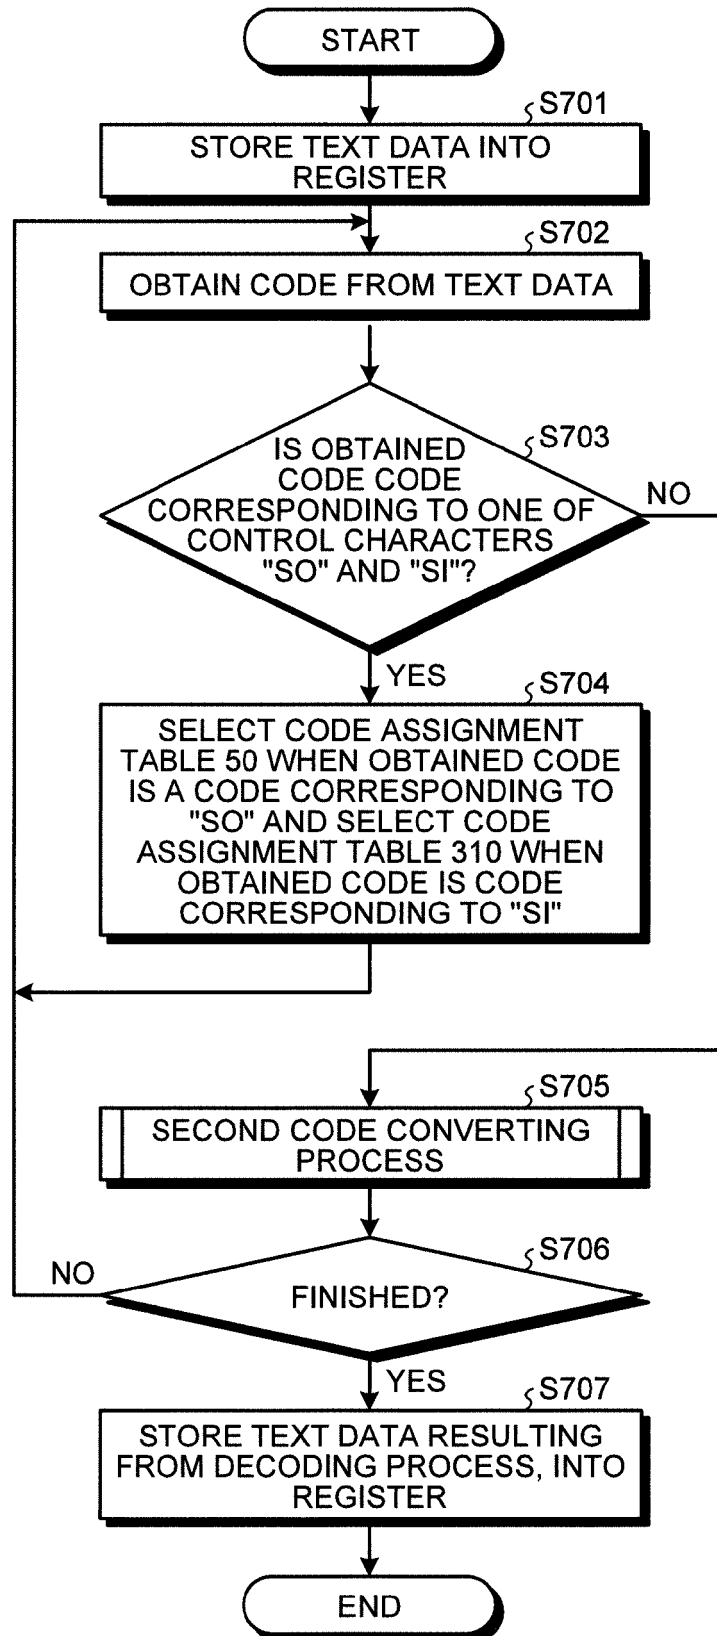 START
S701
STORE TEXT DATA INTO
REGISTER
S702
OBTAIN CODE FROM TEXT DATA
S703
IS OBTAINED
CODE CODE
CORRESPONDING TO ONE OF
CONTROL CHARACTERS
"SO" AND "SI"?
NO
YES
S704
SELECT CODE ASSIGNMENT
TABLE 50 WHEN OBTAINED CODE
IS A CODE CORRESPONDING TO
"SO" AND SELECT CODE
ASSIGNMENT TABLE 310 WHEN
OBTAINED CODE IS CODE
CORRESPONDING TO "SI"
S705
SECOND CODE CONVERTING
PROCESS
S706
NO
FINISHED?
YES
S707
STORE TEXT DATA RESULTING
FROM DECODING PROCESS, INTO
REGISTER
END